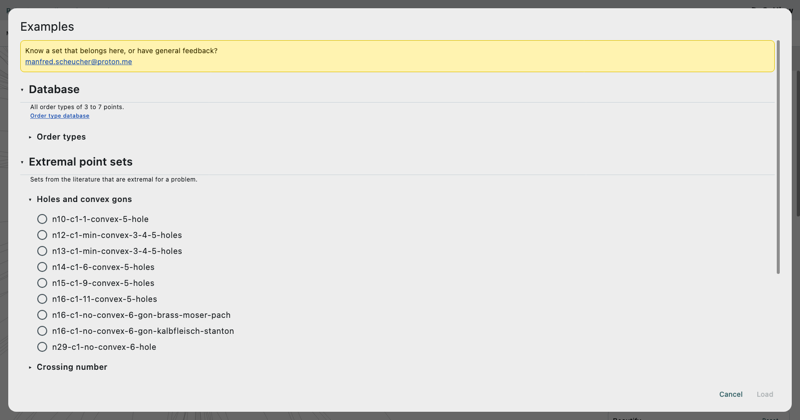 Examples
Know a set that belongs here, or have general feedback?
manfred.scheucher@proton.me
Database
All order types of 3 to 7 points.
Order type database
Order types
Extremal point sets
Sets from the literature that are extremal for a problem.
Holes and convex gons
n10-c1-1-convex-5-hole
n12-c1-min-convex-3-4-5-holes
n13-c1-min-convex-3-4-5-holes
n14-c1-6-convex-5-holes
n15-c1-9-convex-5-holes
n16-c1-11-convex-5-holes
n16-c1-no-convex-6-gon-brass-moser-pach
n16-c1-no-convex-6-gon-kalbfleisch-stanton
n29-c1-no-convex-6-hole
Crossing number
Cancel Load